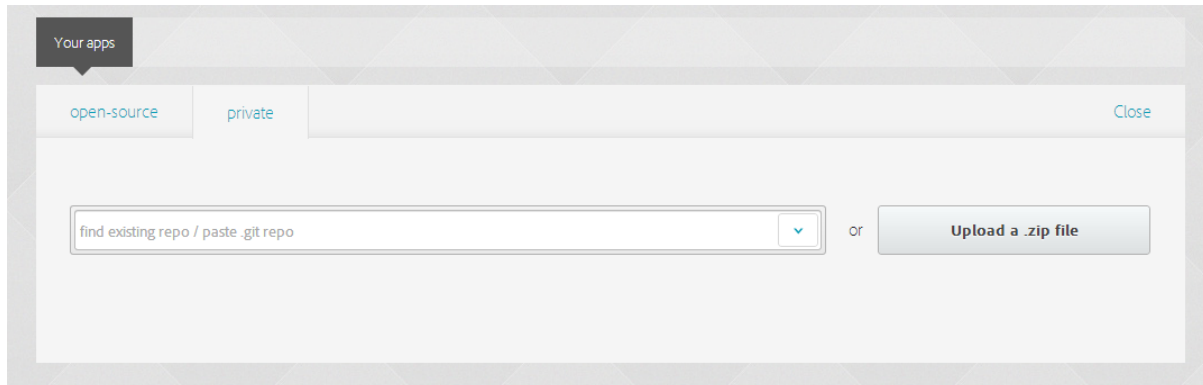 Your apps
open-source
private
Close
find existing repo / paste .git repo
or
Upload a .zip file